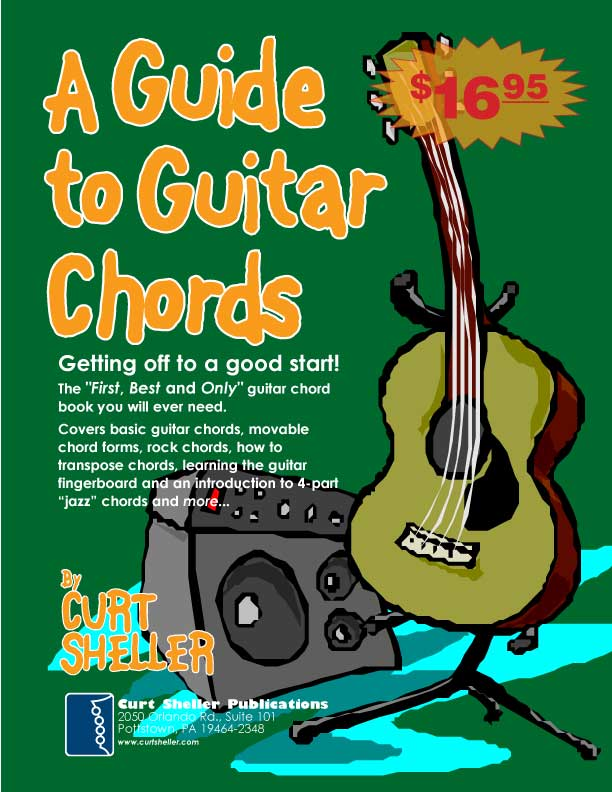 A Guide
to Guitar
Chords
$16.95
Getting off to a good start!
The "First, Best and Only" guitar chord
book you will ever need.
Covers basic guitar chords, movable
chord forms, rock chords, how to
transpose chords, learning the guitar
fingerboard and an introduction to 4-part
“jazz” chords and more...
By
CURT
SHELLER
Curt Sheller Publications
2050 Orlando Rd., Suite 101
Pottstown, PA 19464-2348
www.curtsheller.com